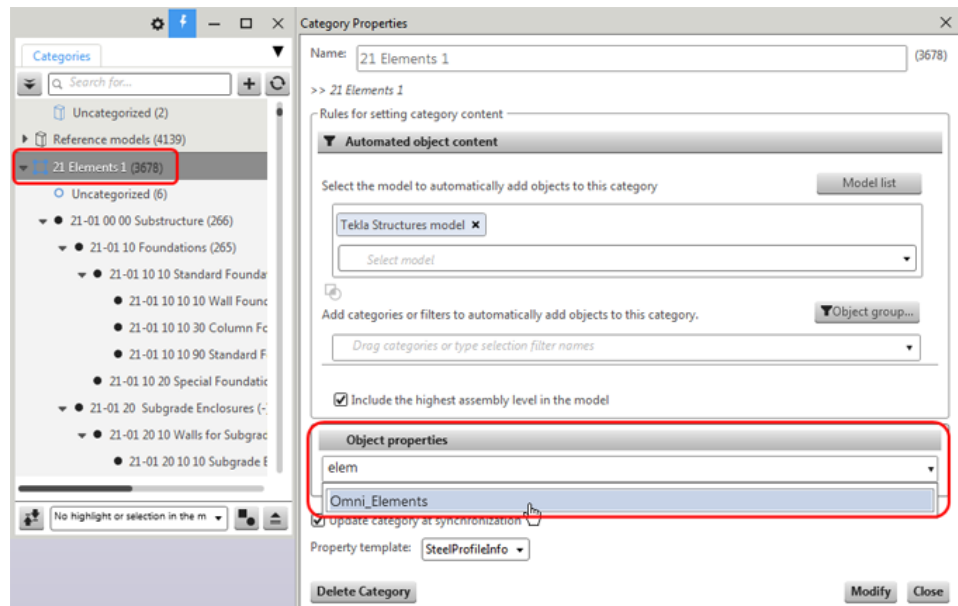 Categories
Search for...
Uncategorized (2)
Reference models (4139)
21 Elements 1 (3678)
Uncategorized (6)
21-01 00 00 Substructure (266)
21-01 10 Foundations (265)
21-01 10 10 Standard Founda
21-01 10 10 10 Wall Found
21-01 10 10 30 Column Fo
21-01 10 10 90 Standard F
21-01 10 20 Special Foundatic
21-01 20 Subgrade Enclosures (-
21-01 20 10 Walls for Subgrac
21-01 20 10 10 Subgrade E
No highlight or selection in the m
Category Properties
Name: 21 Elements 1 (3678)
>> 21 Elements 1
Rules for setting category content
Automated object content
Select the model to automatically add objects to this category Model list
Tekla Structures model ×
Select model
Add categories or filters to automatically add objects to this category. Object group...
Drag categories or type selection filter names
Include the highest assembly level in the model
Object properties
elem
Omni_Elements
Update category at synchronization
Property template: SteelProfileInfo
Delete Category Modify Close